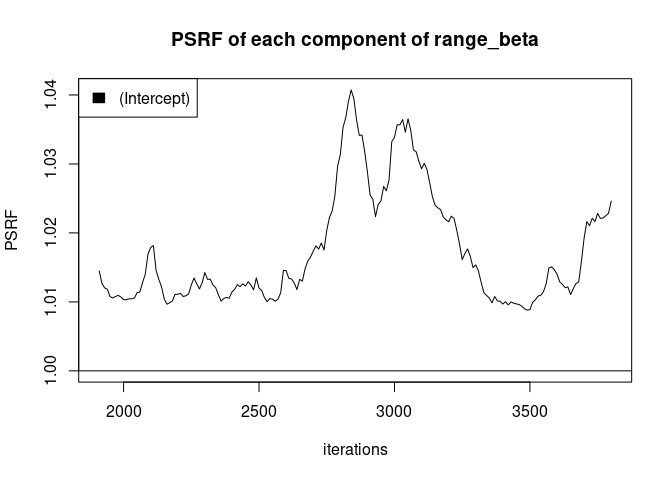 PSRF of each component of range_beta
(Intercept)
PSRF
1.04
1.03
1.02
1.01
1.00
2000 2500 3000 3500
iterations